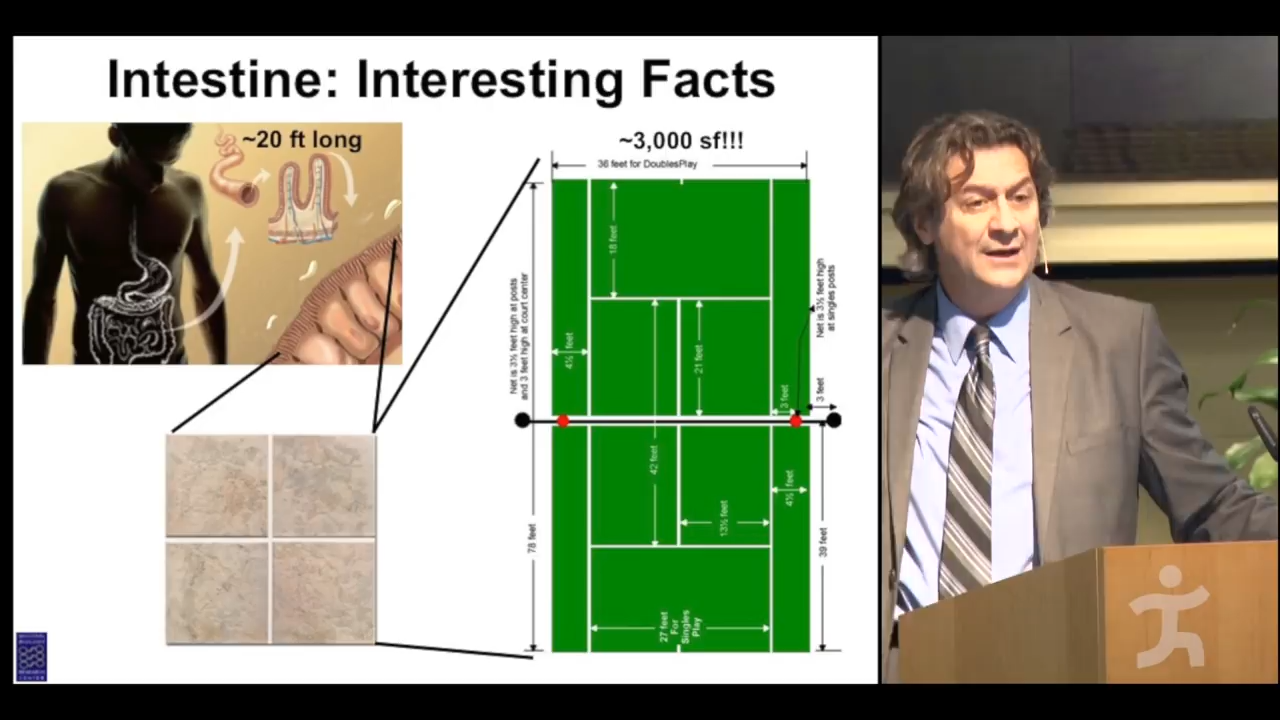 Intestine: Interesting Facts
~20 ft long
~3,000 sf!!!
36 feet for DoublesPlay
18 feet
Net is 3½ feet high at posts
and 3 feet high at court center
4½ feet
21 feet
Net is 3½ feet high
at singles posts
3 feet
3 feet
42 feet
4½ feet
13½ feet
78 feet
39 feet
27 feet
For
Singles
Play